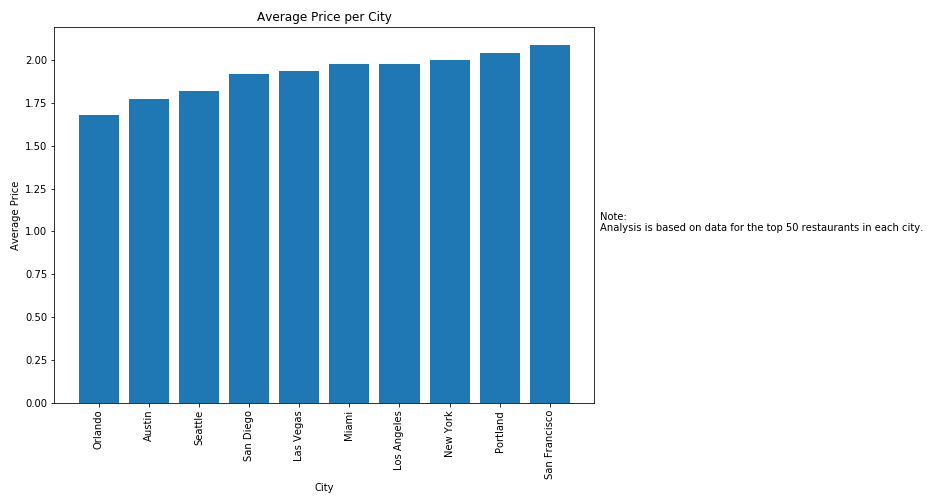 Average Price per City
Average Price
2.00
1.75
1.50
1.25
1.00
0.75
0.50
0.25
0.00
Orlando
Austin
Seattle
San Diego
Las Vegas
Miami
Los Angeles
New York
Portland
San Francisco
City
Note:
Analysis is based on data for the top 50 restaurants in each city.